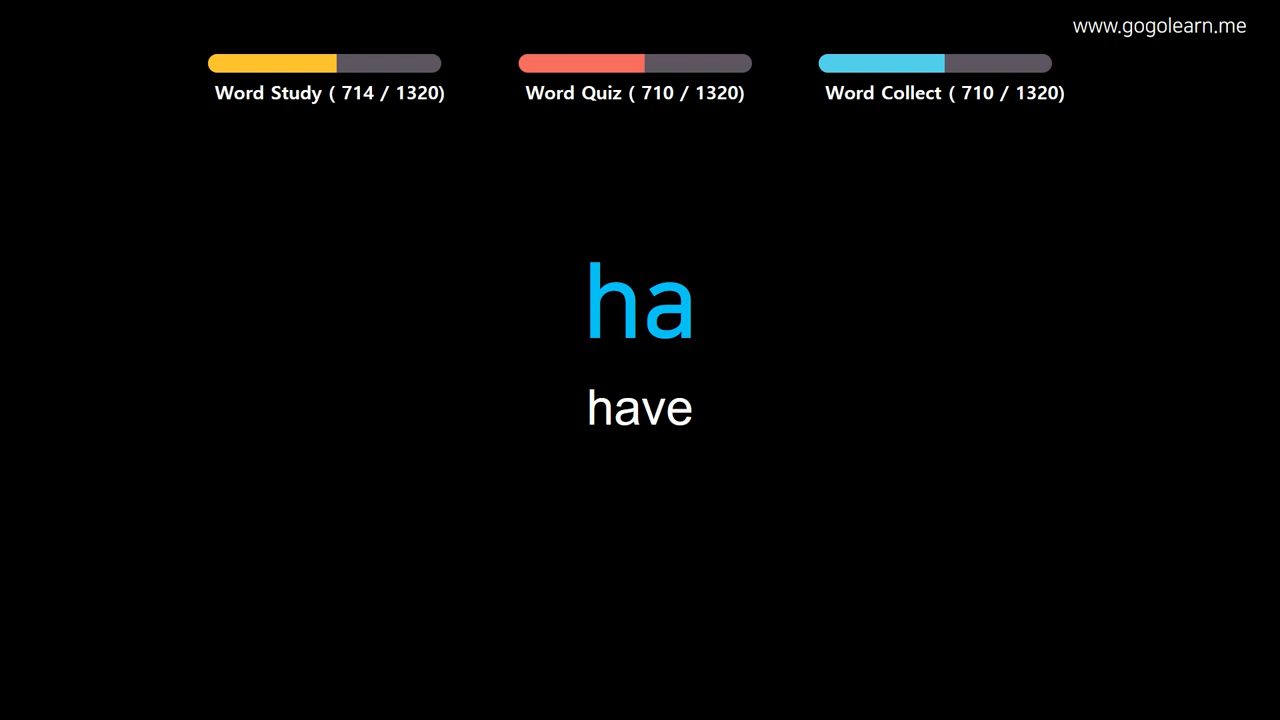 www.gogolearn.me
Word Study ( 714 / 1320)
Word Quiz ( 710 / 1320)
Word Collect ( 710 / 1320)
ha
have